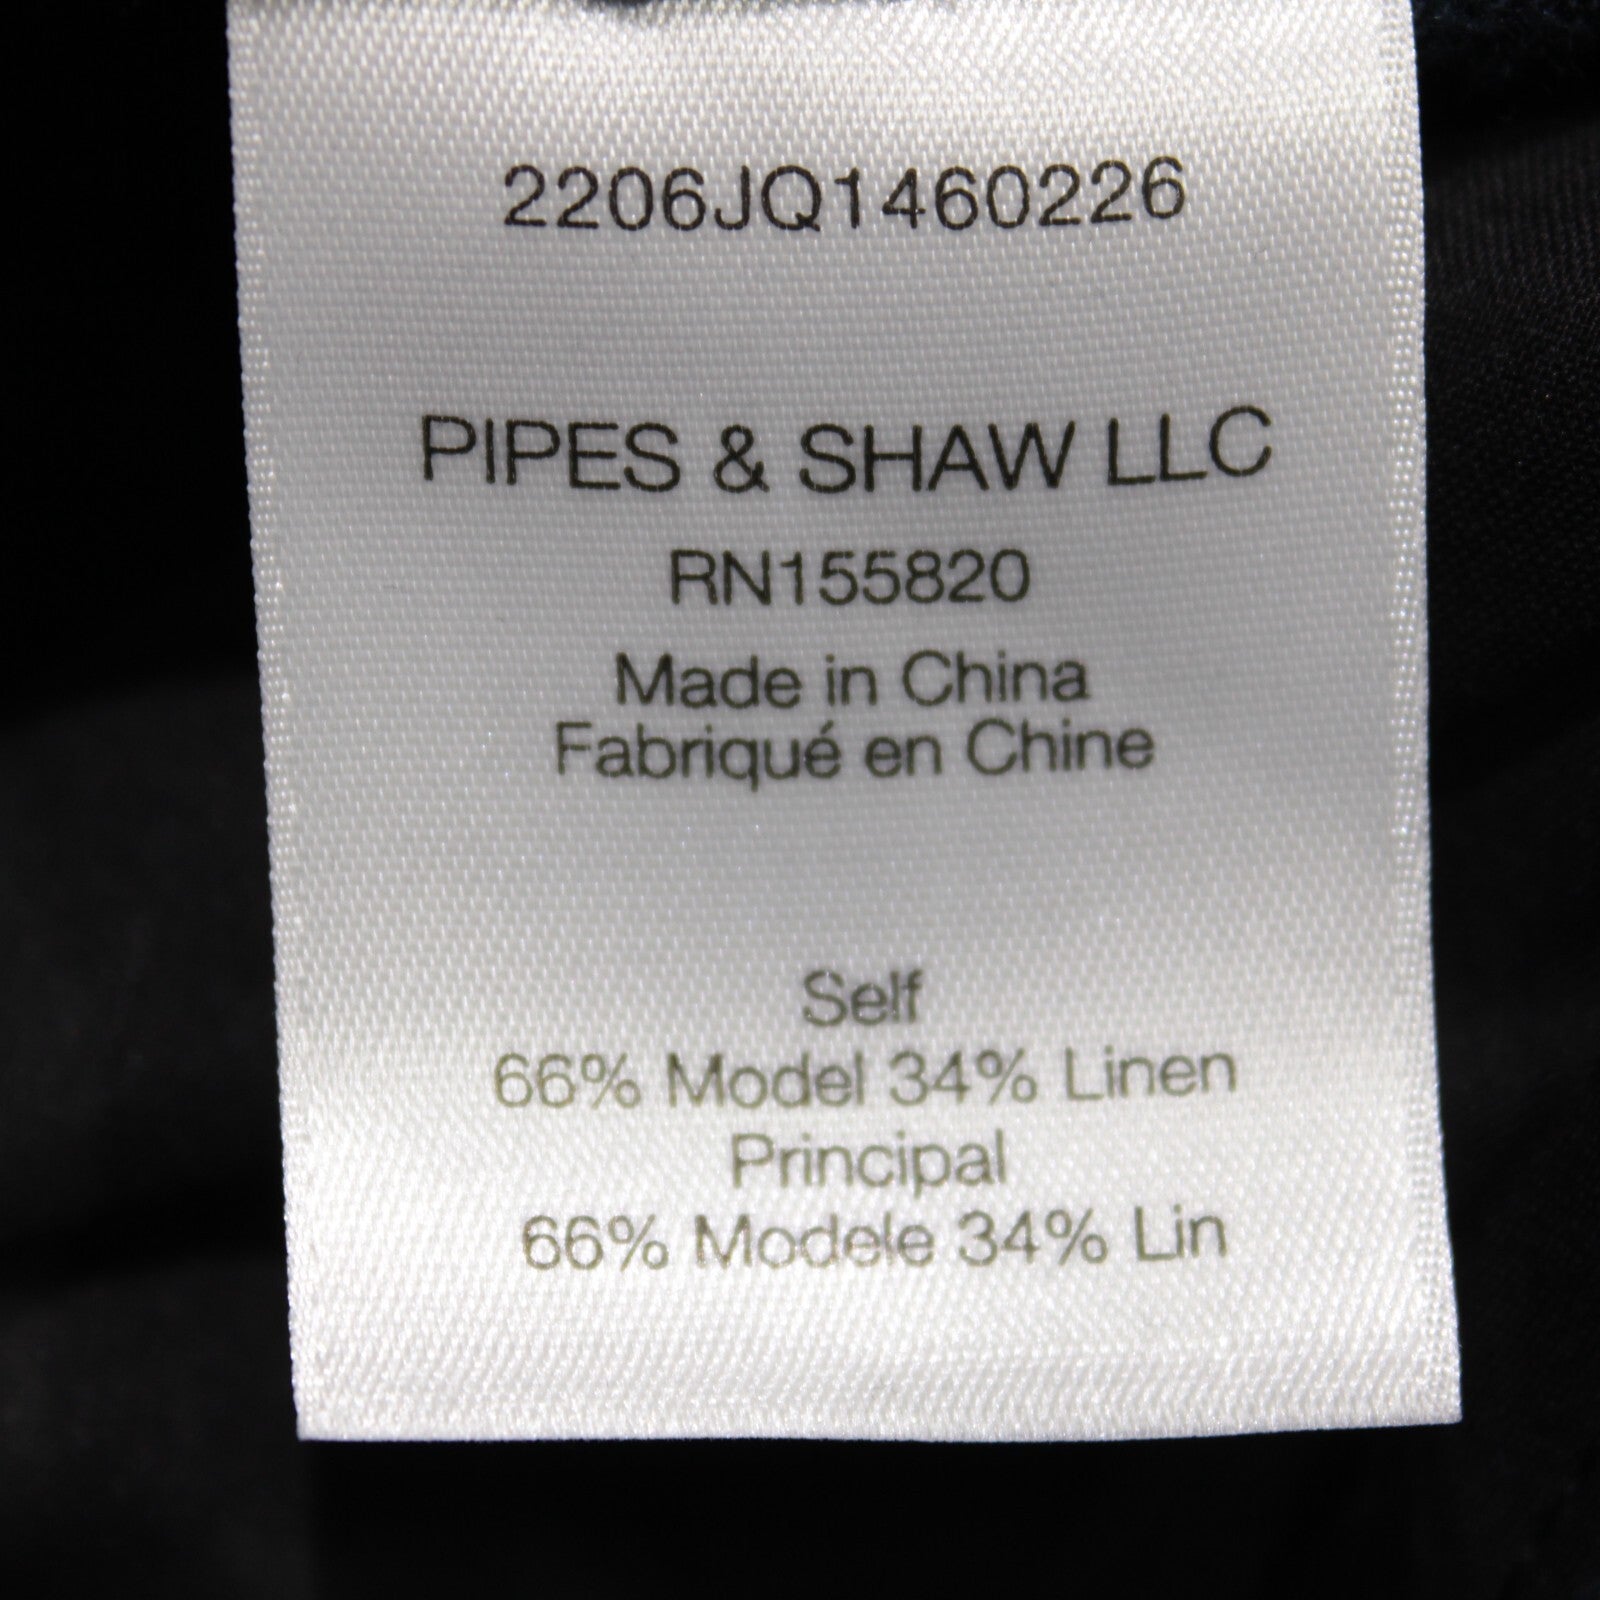 2206JQ1460226
PIPES & SHAW LLC
RN155820
Made in China
Fabriqué en Chine
Self
66% Model 34% Linen
Principal
66% Modele 34% Lin